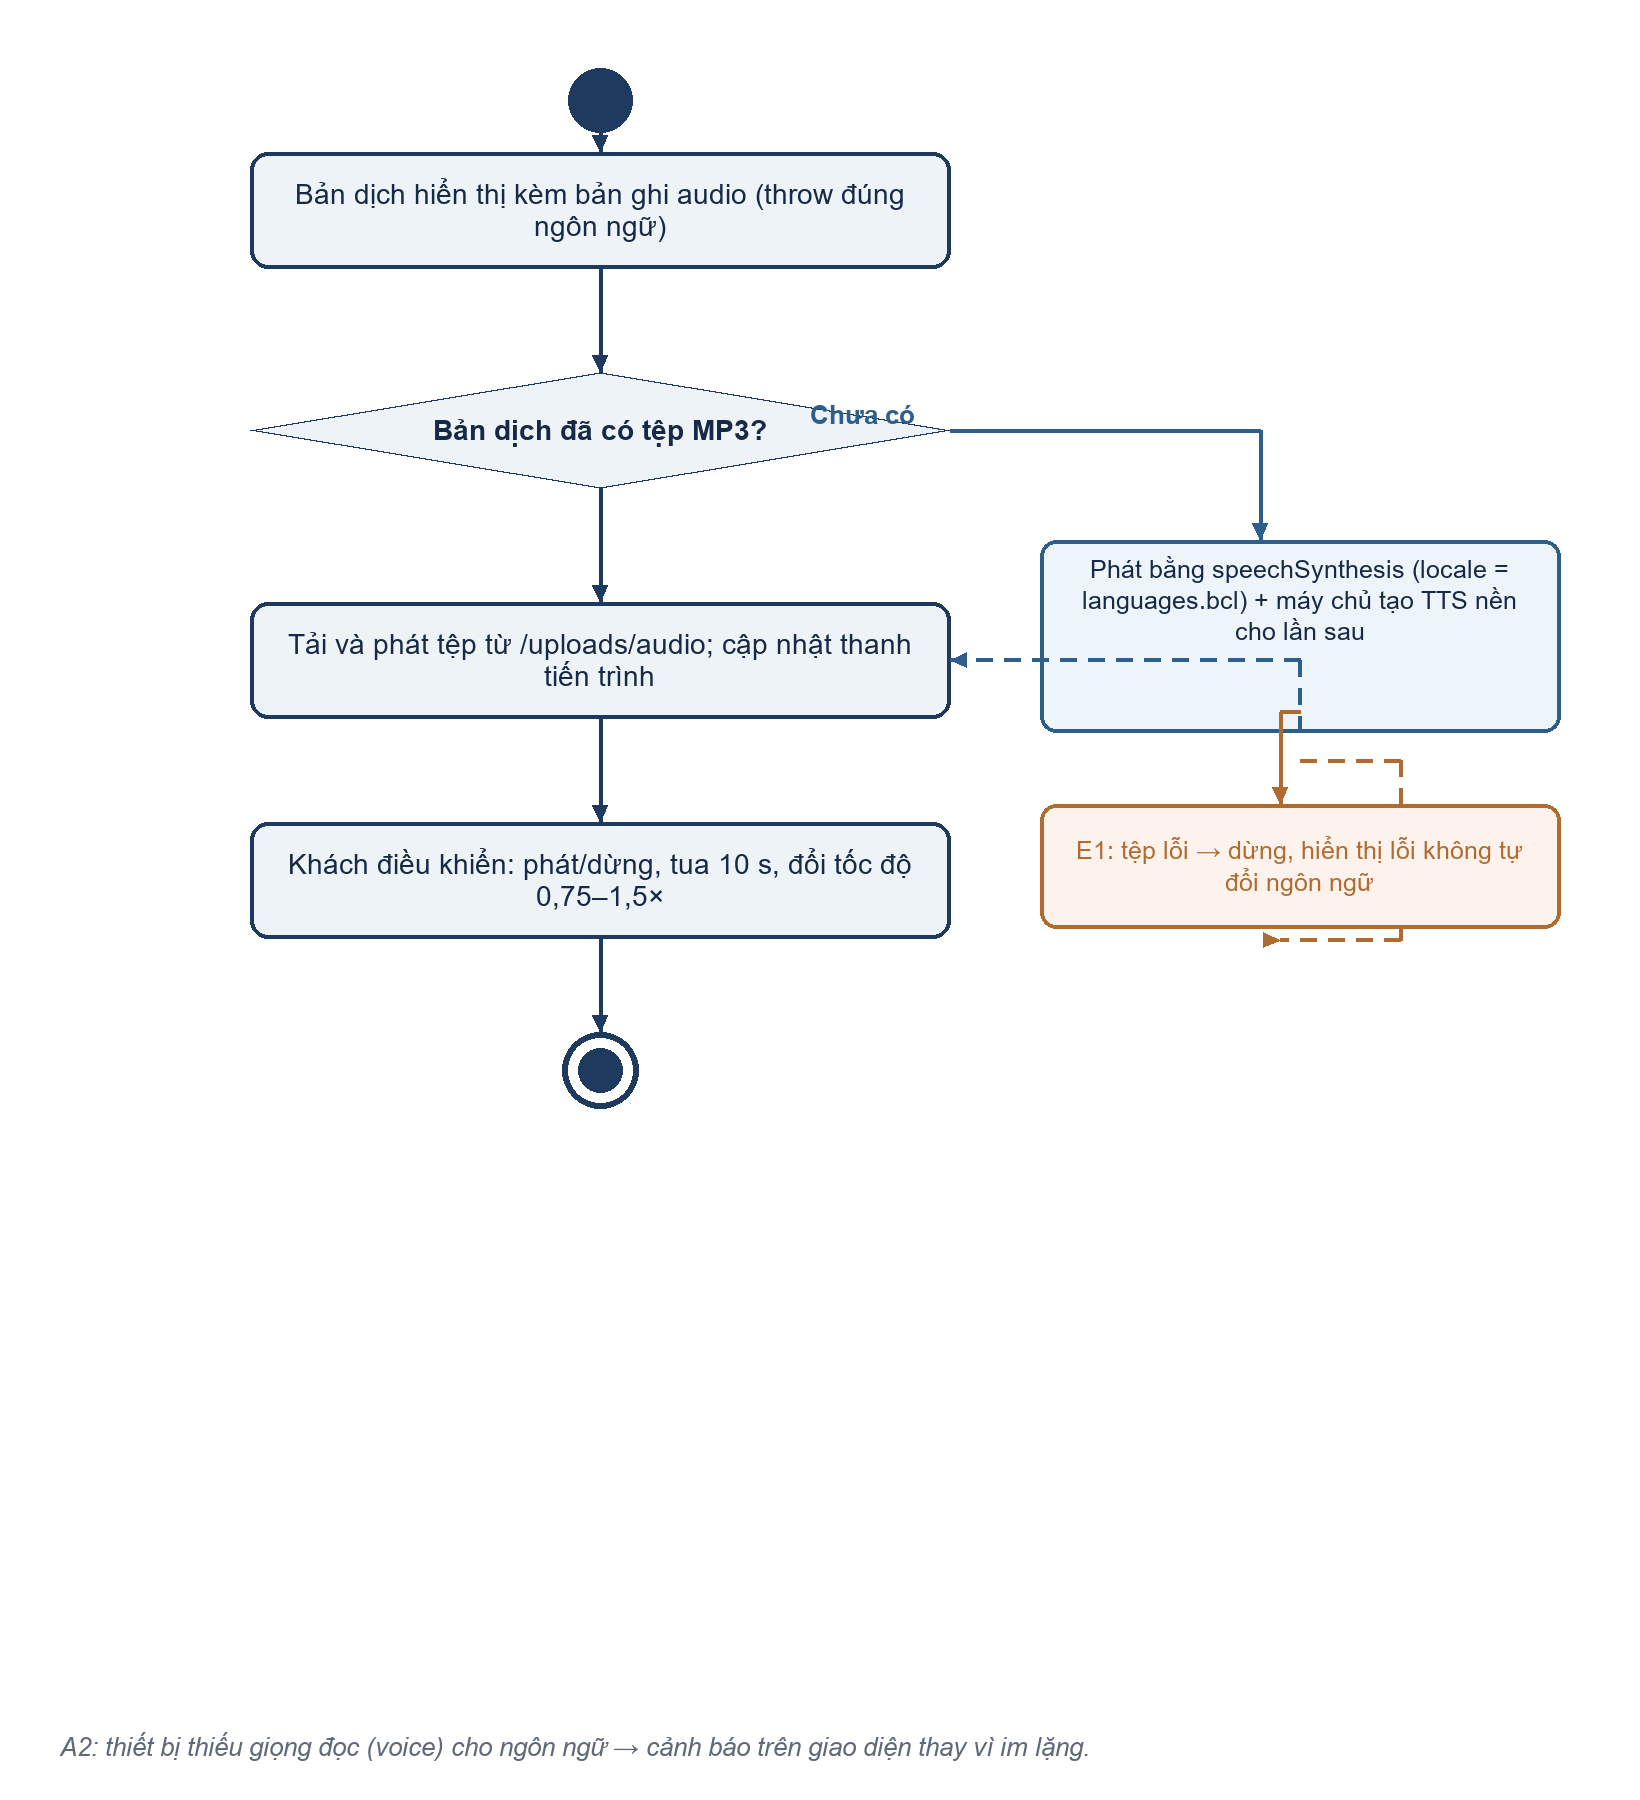 Bản dịch hiển thị kèm bản ghi audio (throw đúng
ngôn ngữ)
Bản dịch đã có tệp MP3?
Chưa có
Phát bằng speechSynthesis (locale =
languages.bcl) + máy chủ tạo TTS nền
cho lần sau
Tải và phát tệp từ /uploads/audio; cập nhật thanh
tiến trình
Khách điều khiển: phát/dừng, tua 10 s, đổi tốc độ
0,75–1,5×
E1: tệp lỗi → dừng, hiển thị lỗi không tự
đổi ngôn ngữ
A2: thiết bị thiếu giọng đọc (voice) cho ngôn ngữ → cảnh báo trên giao diện thay vì im lặng.